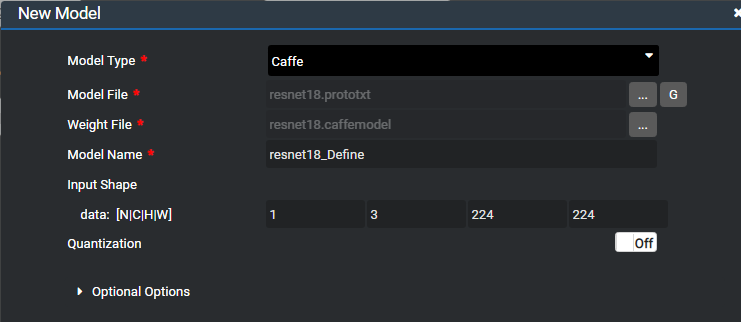 New Model
Model Type * Caffe
Model File * resnet18.prototxt ... G
Weight File * resnet18.caffemodel ...
Model Name * resnet18_Define
Input Shape
data: [N|C|H|W] 1 3 224 224
Quantization Off
Optional Options